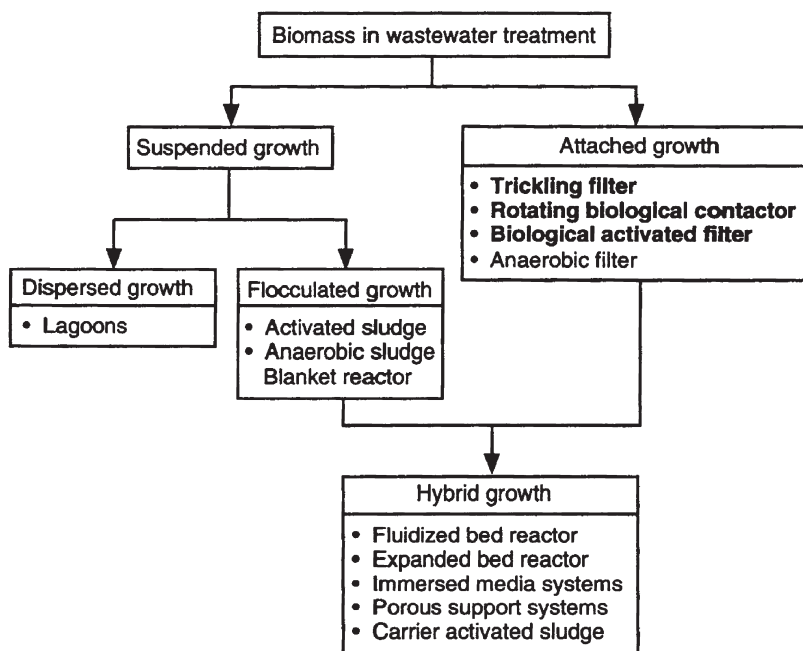 Biomass in wastewater treatment
Suspended growth
Attached growth
• Trickling filter
• Rotating biological contactor
• Biological activated filter
• Anaerobic filter
Dispersed growth
• Lagoons
Flocculated growth
• Activated sludge
• Anaerobic sludge
Blanket reactor
Hybrid growth
• Fluidized bed reactor
• Expanded bed reactor
• Immersed media systems
• Porous support systems
• Carrier activated sludge